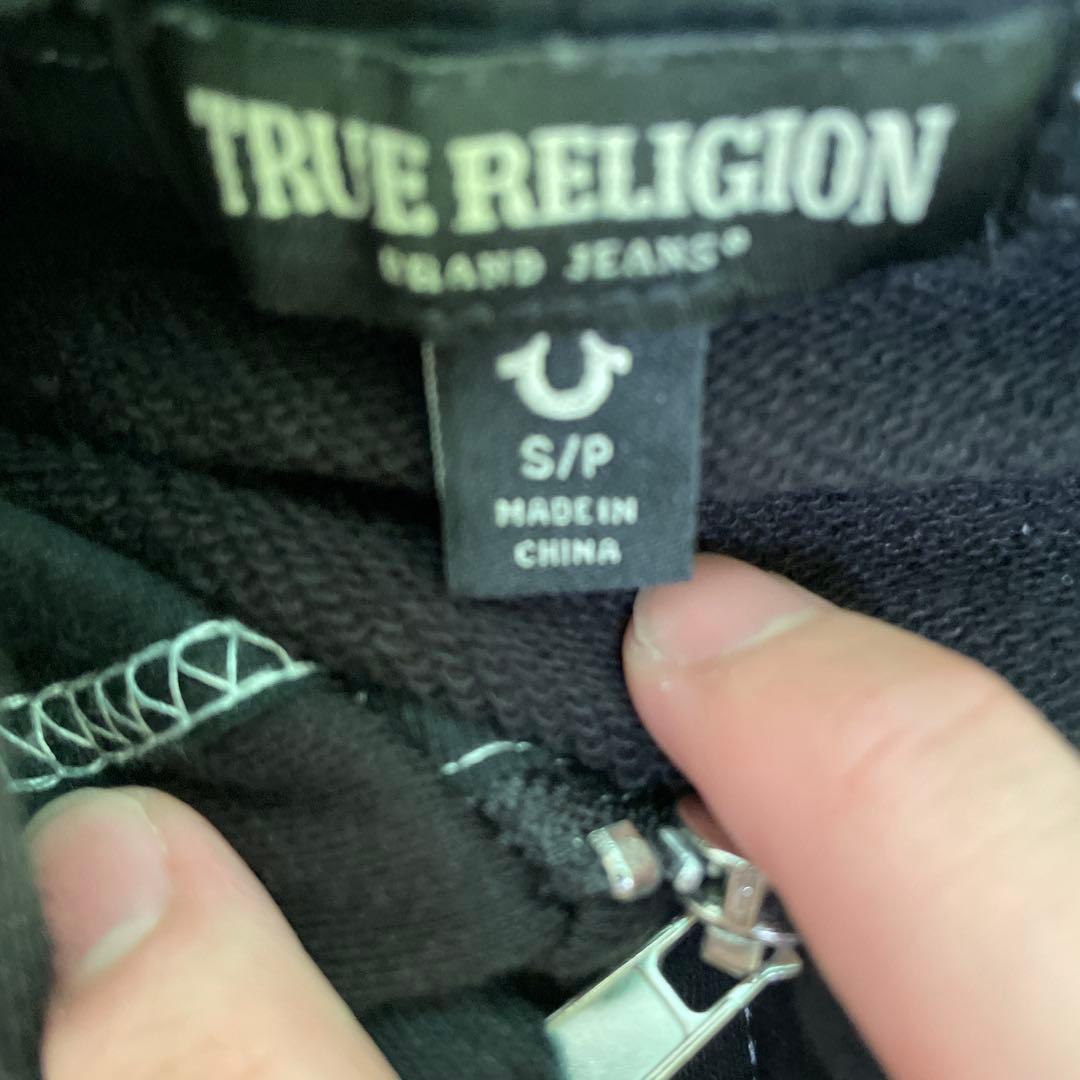 TRUE RELIGION
BRAND JEANS®
S/P
MADE IN
CHINA